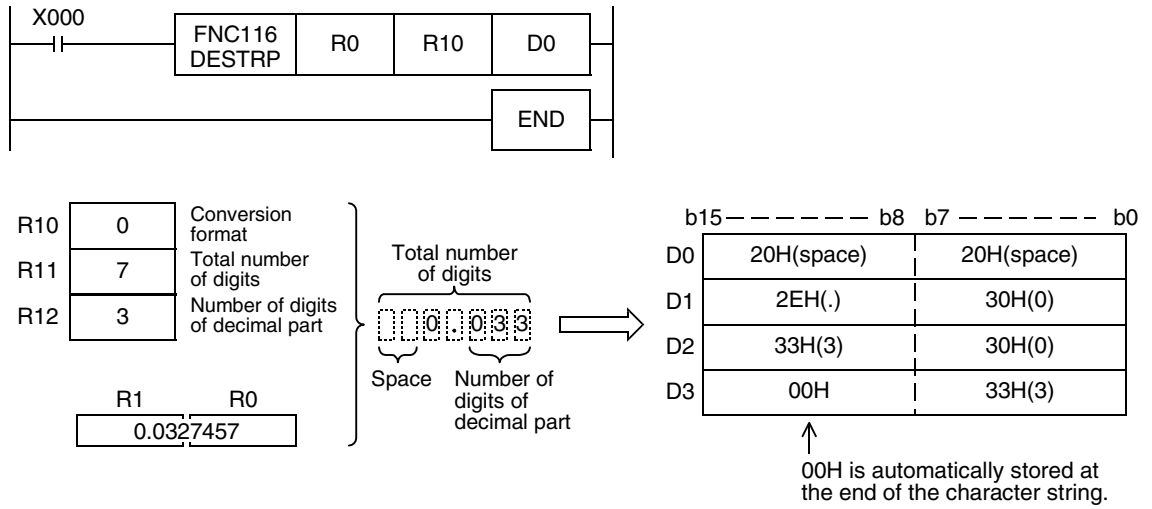 X000
FNC116
DESTRP
R0
R10
D0
END
R10
0
Conversion
format
R11
7
Total number
of digits
R12
3
Number of digits
of decimal part
R1
R0
0.0327457
Total number
of digits
0.033
Space
Number of
digits of
decimal part
b15
b8
b7
b0
D0
20H(space)
20H(space)
D1
2EH(.)
30H(0)
D2
33H(3)
30H(0)
D3
00H
33H(3)
00H is automatically stored at
the end of the character string.